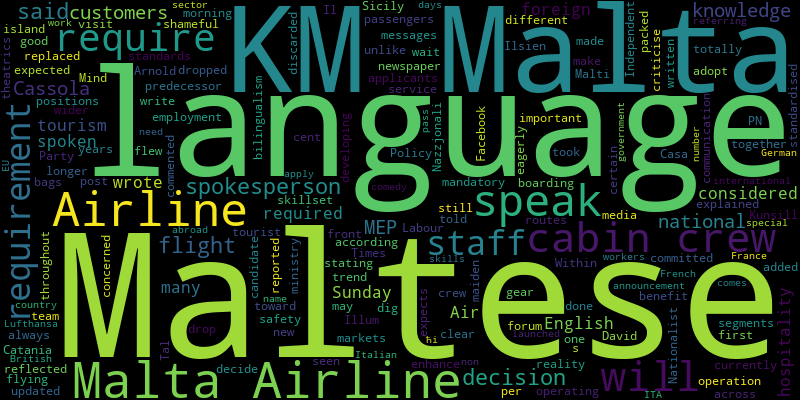 said customers
morning Sicily different foreign knowledge
sector KM Malta
work visit shameful
passengers Independent packed referring
Il messages made written totally
island require discarded unlike wait Ilsien criticise
good replaced standards newspaper make Malti adopt
theatrics expected Mind Arnold dropped applicants service
Cassola predecessor
language
positions write bilingualism developing Policy Nazzjonali Facebook important communication standardised
requirement tourism employment cent pass eagerly government PN
spoken years commented together
wider Party flew took certain number Casa German
EU longer post mandatory boarding need apply
bags wrote spokesperson comedy speak international
Airline skillset required still told routes media considered
explained Kunsill
MEP Labour national special
flight abroad front staff cabin crew
throughout concerned tourist according Times
many candidate reported ministry skills maiden Within workers committed France
stating trend crew French added
Maltese
country team Sunday gear announcement benefit
Tal toward name may dig expects Air done comes
Lufthansa safety Illum English Nationalist
always drop new clear forum one launched David segments
Catania markets hi s first
British seen Italian reality currently
reflected Malta Airline enhance non will hospitality
flying decide decision operation
updated days per operating ITA across